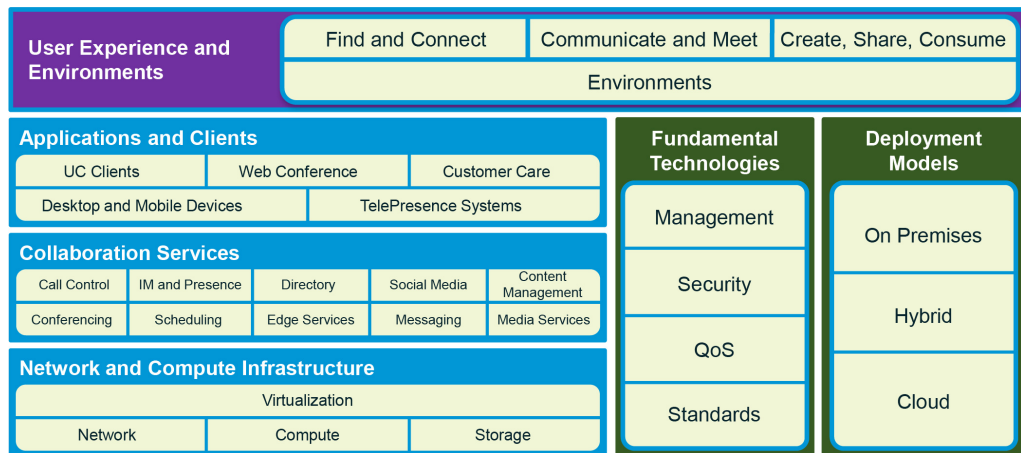 User Experience and
Environments
Find and Connect
Communicate and Meet
Create, Share, Consume
Environments
Applications and Clients
UC Clients
Web Conference
Customer Care
Desktop and Mobile Devices
TelePresence Systems
Collaboration Services
Call Control
IM and Presence
Directory
Social Media
Content
Management
Conferencing
Scheduling
Edge Services
Messaging
Media Services
Network and Compute Infrastructure
Virtualization
Network
Compute
Storage
Fundamental
Technologies
Management
Security
QoS
Standards
Deployment
Models
On Premises
Hybrid
Cloud